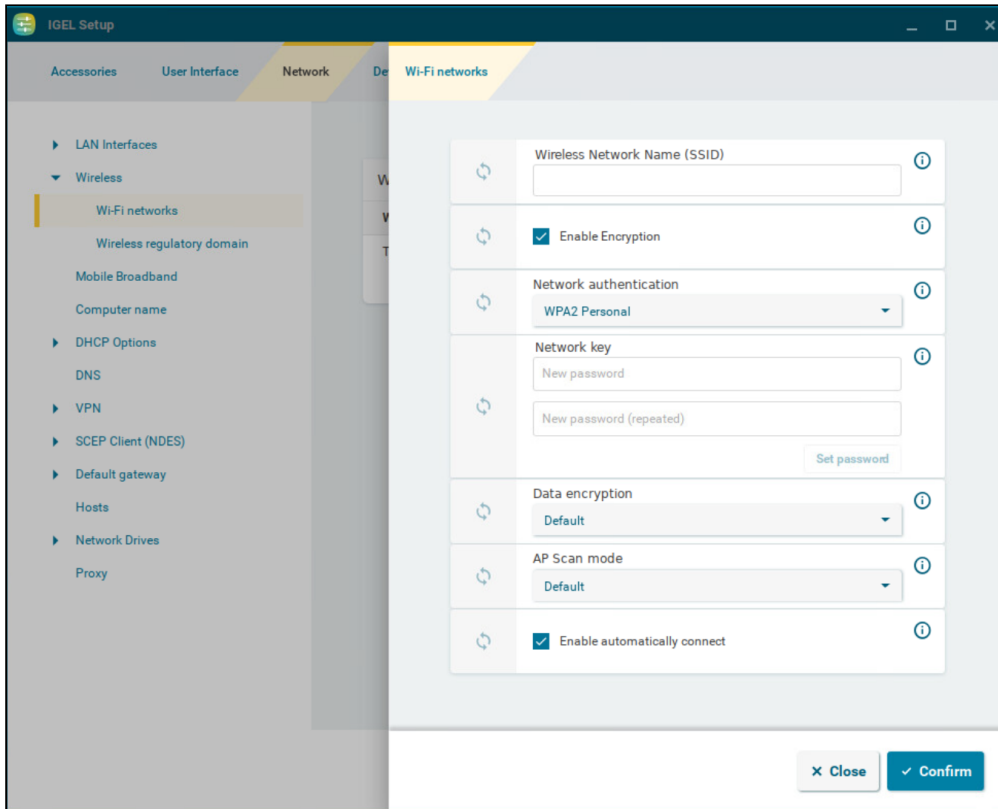 IGEL Setup
Accessories
User Interface
Network
De
Wi-Fi networks
LAN Interfaces
Wireless
Wi-Fi networks
Wireless regulatory domain
Mobile Broadband
Computer name
DHCP Options
DNS
VPN
SCEP Client (NDES)
Default gateway
Hosts
Network Drives
Proxy
W
W
T
Wireless Network Name (SSID)
Enable Encryption
Network authentication
WPA2 Personal
Network key
New password
New password (repeated)
Set password
Data encryption
Default
AP Scan mode
Default
Enable automatically connect
Close
Confirm